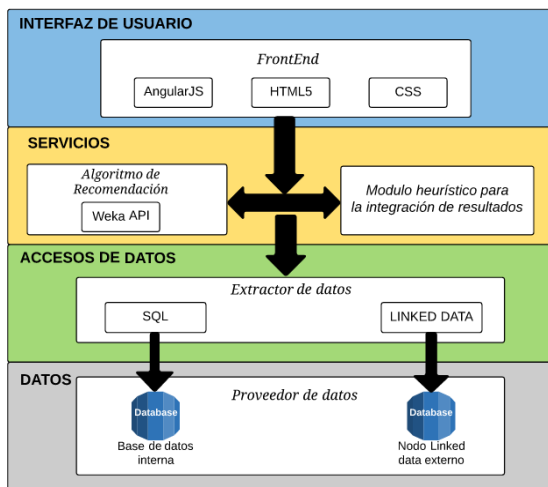 INTERFAZ DE USUARIO
FrontEnd
AngularJS
HTML5
CSS
SERVICIOS
Algoritmo de
Recomendación
Weka API
Modulo heurístico para
la integración de resultados
ACCESOS DE DATOS
Extractor de datos
SQL
LINKED DATA
DATOS
Proveedor de datos
Database
Base de datos
interna
Database
Nodo Linked
data externo